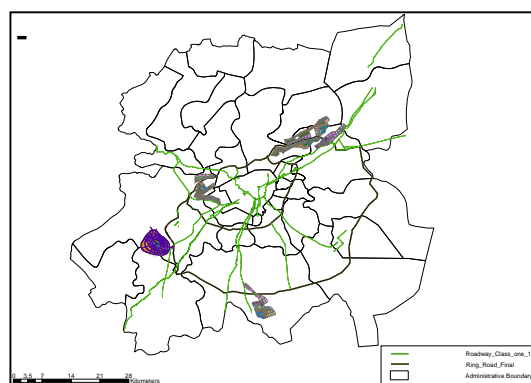 Roadway_Class_one_1
Ring_Road_Final
Administrative Boundary
0 3.5 7 14 21 28
Kilometers